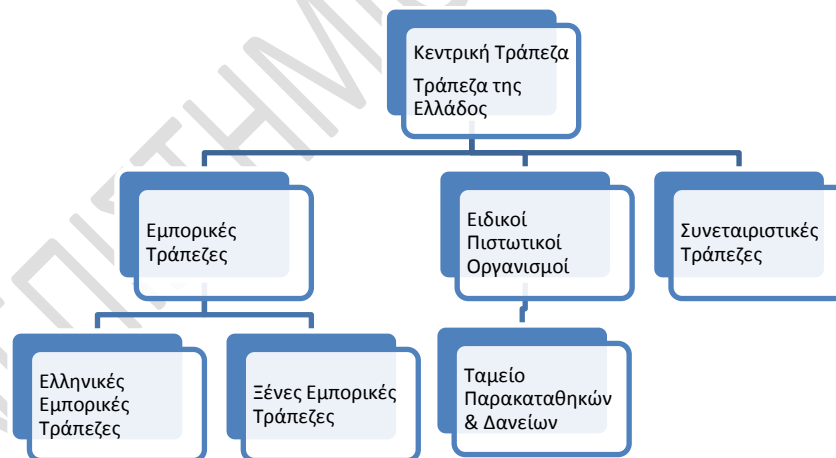 Κεντρική Τράπεζα
Τράπεζα της
Ελλάδος
Εμπορικές
Τράπεζες
Ειδικοί
Πιστωτικοί
Οργανισμοί
Συνεταιριστικές
Τράπεζες
Ελληνικές
Εμπορικές
Τράπεζες
Ξένες Εμπορικές
Τράπεζες
Ταμείο
Παρακαταθηκών
& Δανείων